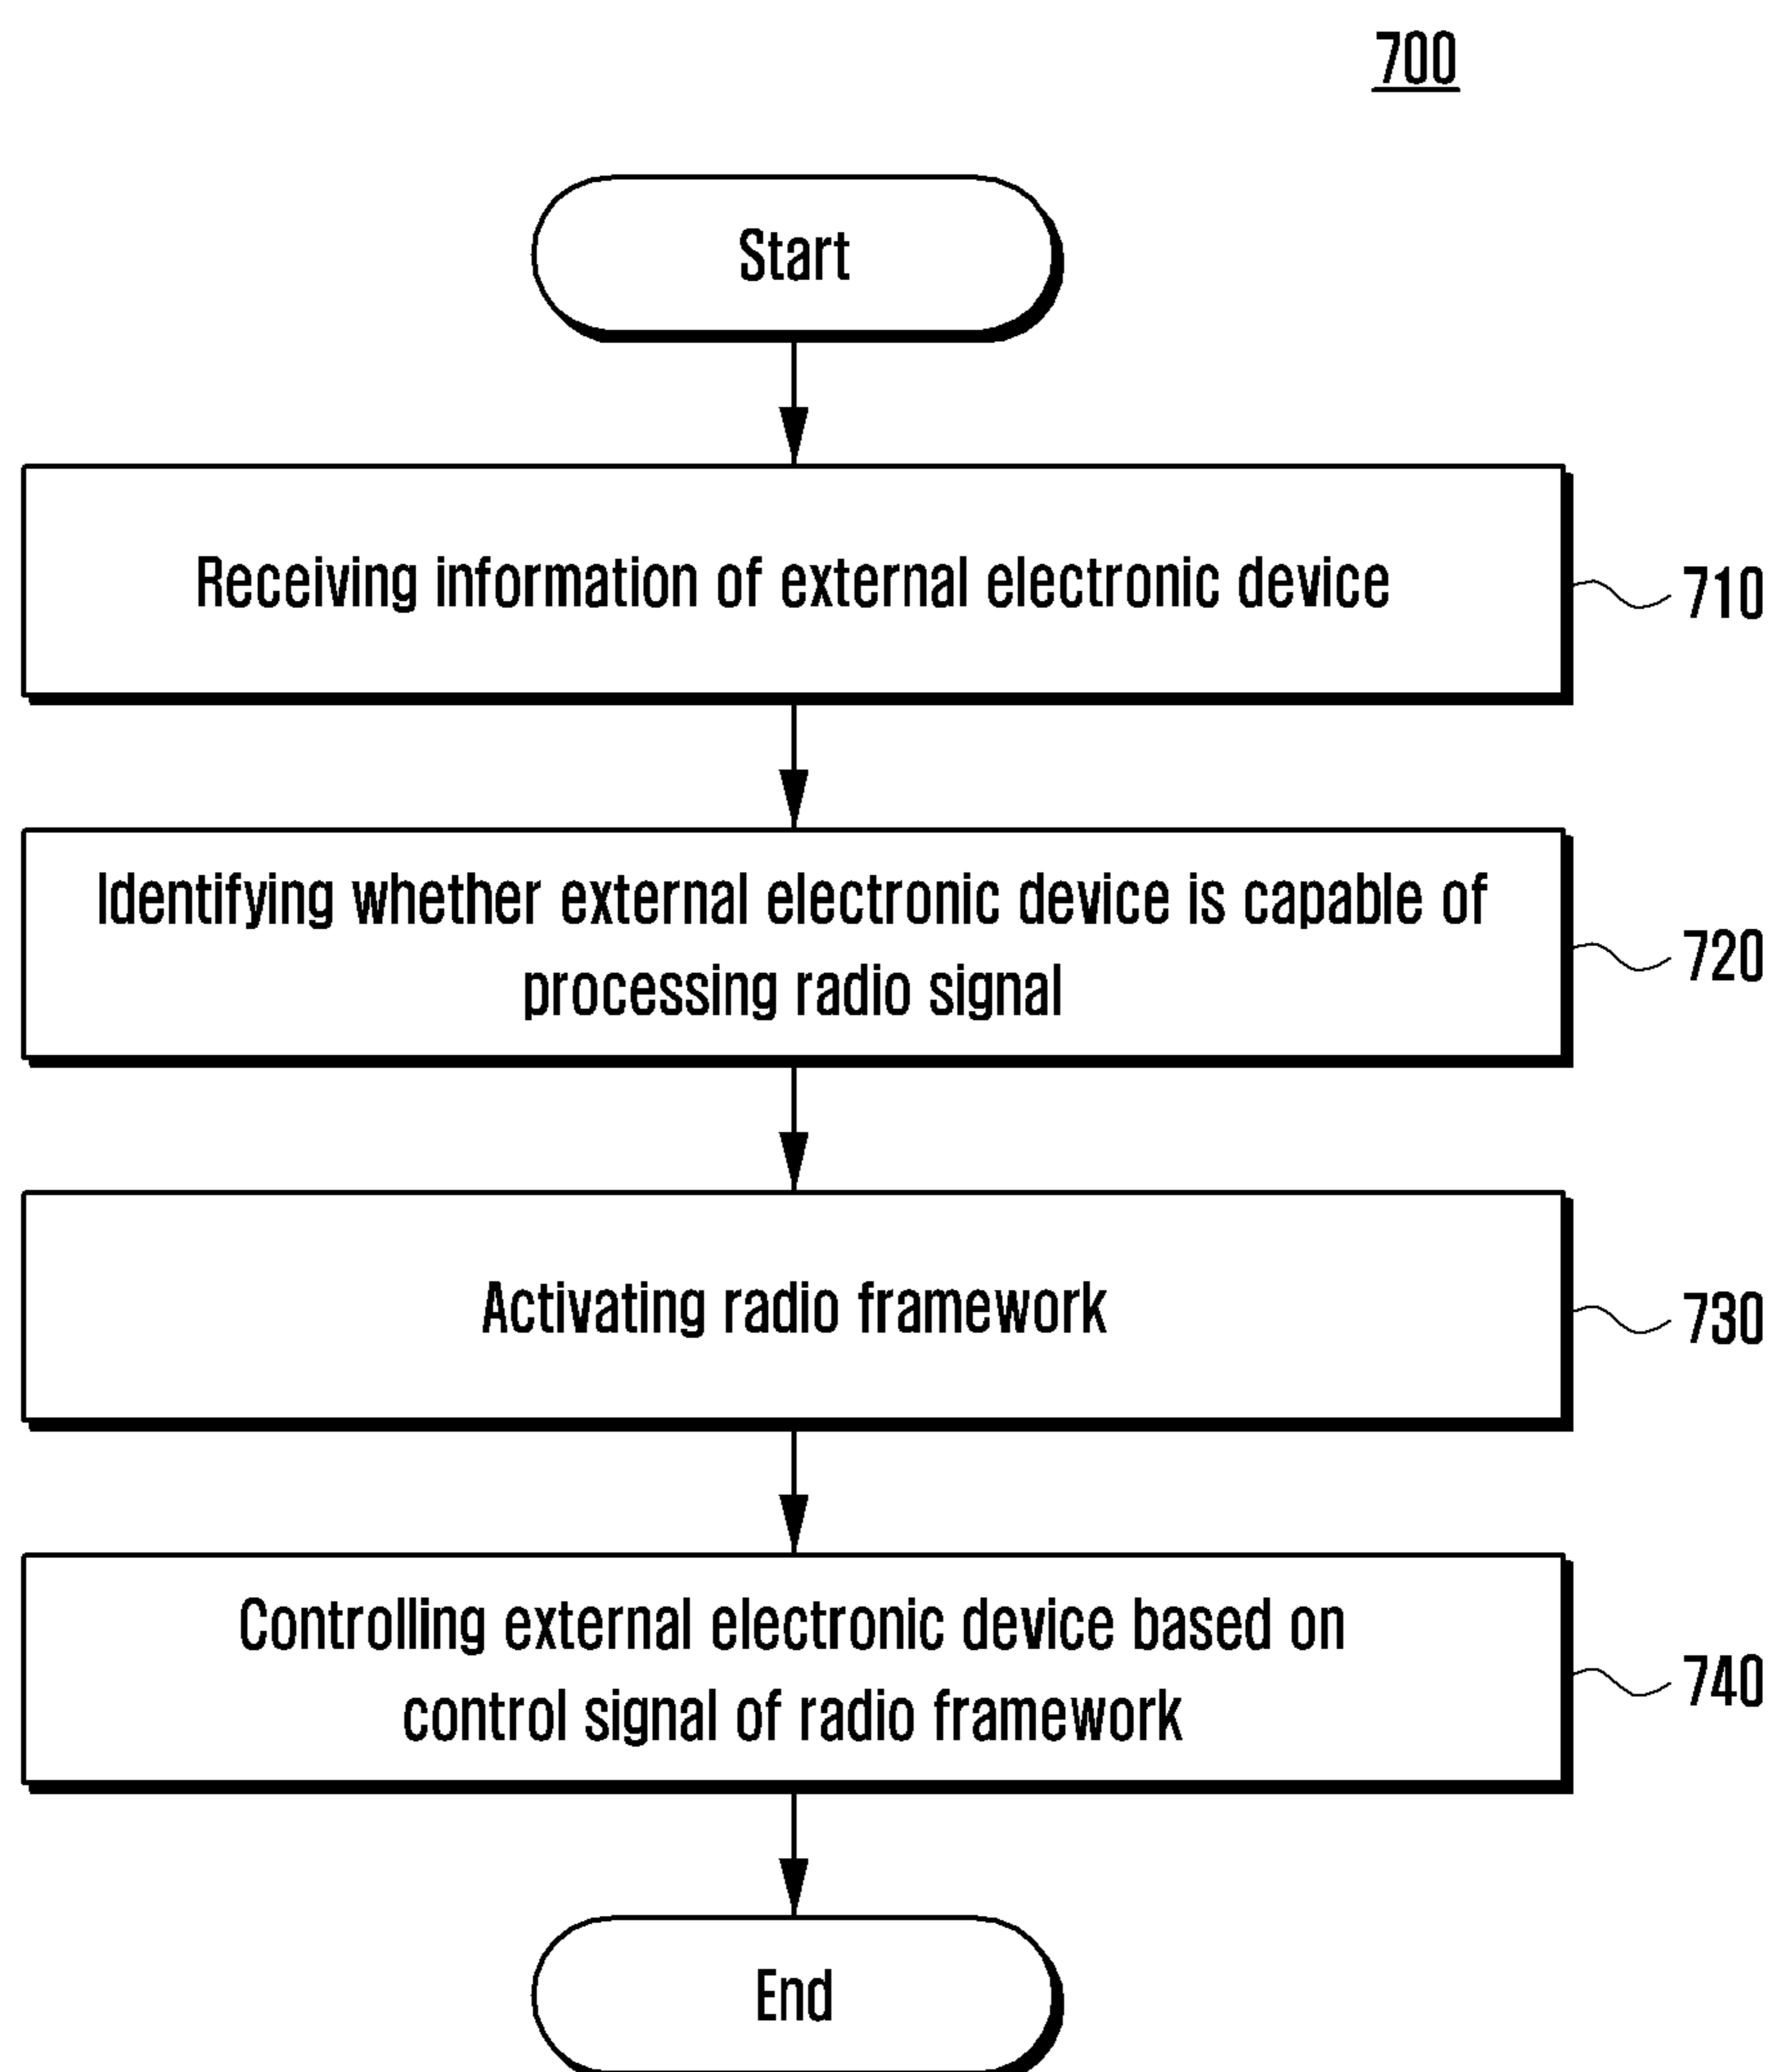 700
Start
Receiving information of external electronic device
710
Identifying whether external electronic device is capable of
processing radio signal
720
Activating radio framework
730
Controlling external electronic device based on
control signal of radio framework
740
End